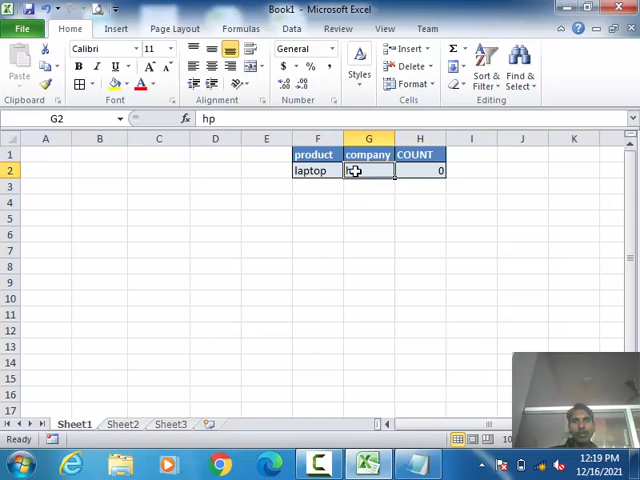 Book1 - Microsoft Excel
File Home Insert Page Layout Formulas Data Review View Team
Paste
Clipboard
Calibri 11
B I U
A
Font
Alignment
General
$ % ,
Number
Styles
Insert
Delete
Format
Cells
Σ
Sort & Filter
Find & Select
Editing
G2 fx hp
A B C D E F G H I J K
1 product company COUNT
2 laptop h 0
3
4
5
6
7
8
9
10
11
12
13
14
15
16
17
Sheet1 Sheet2 Sheet3
Ready 10
12:19 PM
12/16/2021